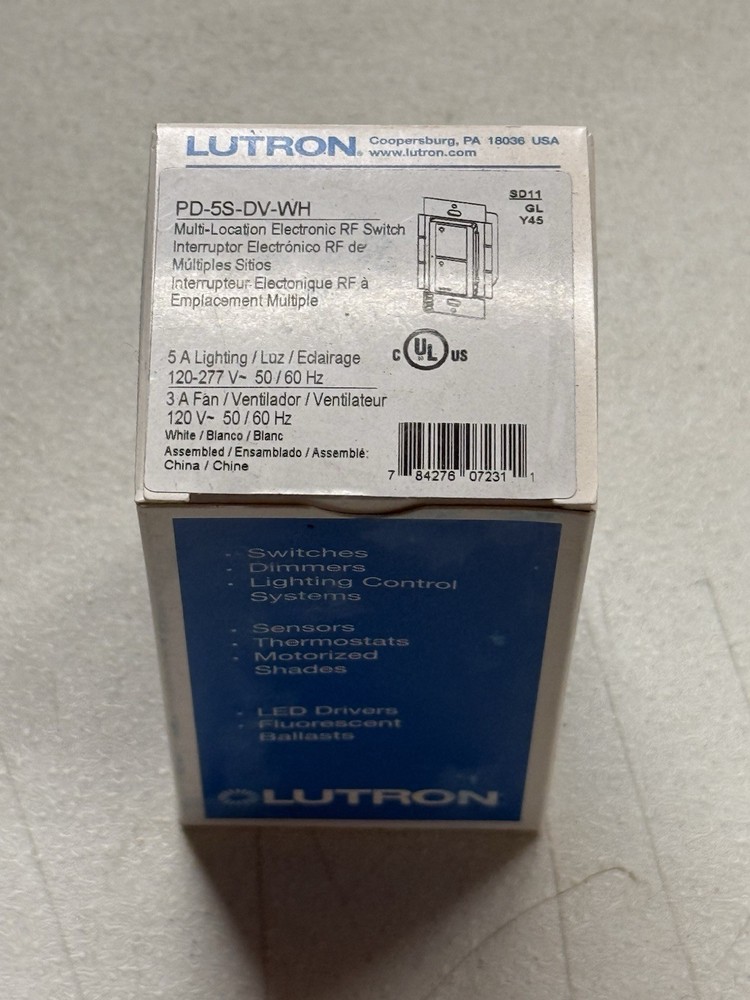 LUTRON® Coopersburg, PA 18036 USA
www.lutron.com
PD-5S-DV-WH
Multi-Location Electronic RF Switch
Interruptor Electrónico RF de
Múltiples Sitios
Interrupteur Electonique RF à
Emplacement Múltiple
SD11
GL
Y45
5 A Lighting / Luz / Eclairage
120-277 V~ 50 / 60 Hz
C UL US
3 A Fan / Ventilador / Ventilateur
120 V~ 50 / 60 Hz
White / Blanco / Blanc
Assembled / Ensamblado / Assemblé:
China / Chine
7 84276 07231 1
· Switches
· Dimmers
· Lighting Control
Systems
· Sensors
· Thermostats
· Motorized
Shades
· LED Drivers
· Fluorescent
Ballasts
LUTRON